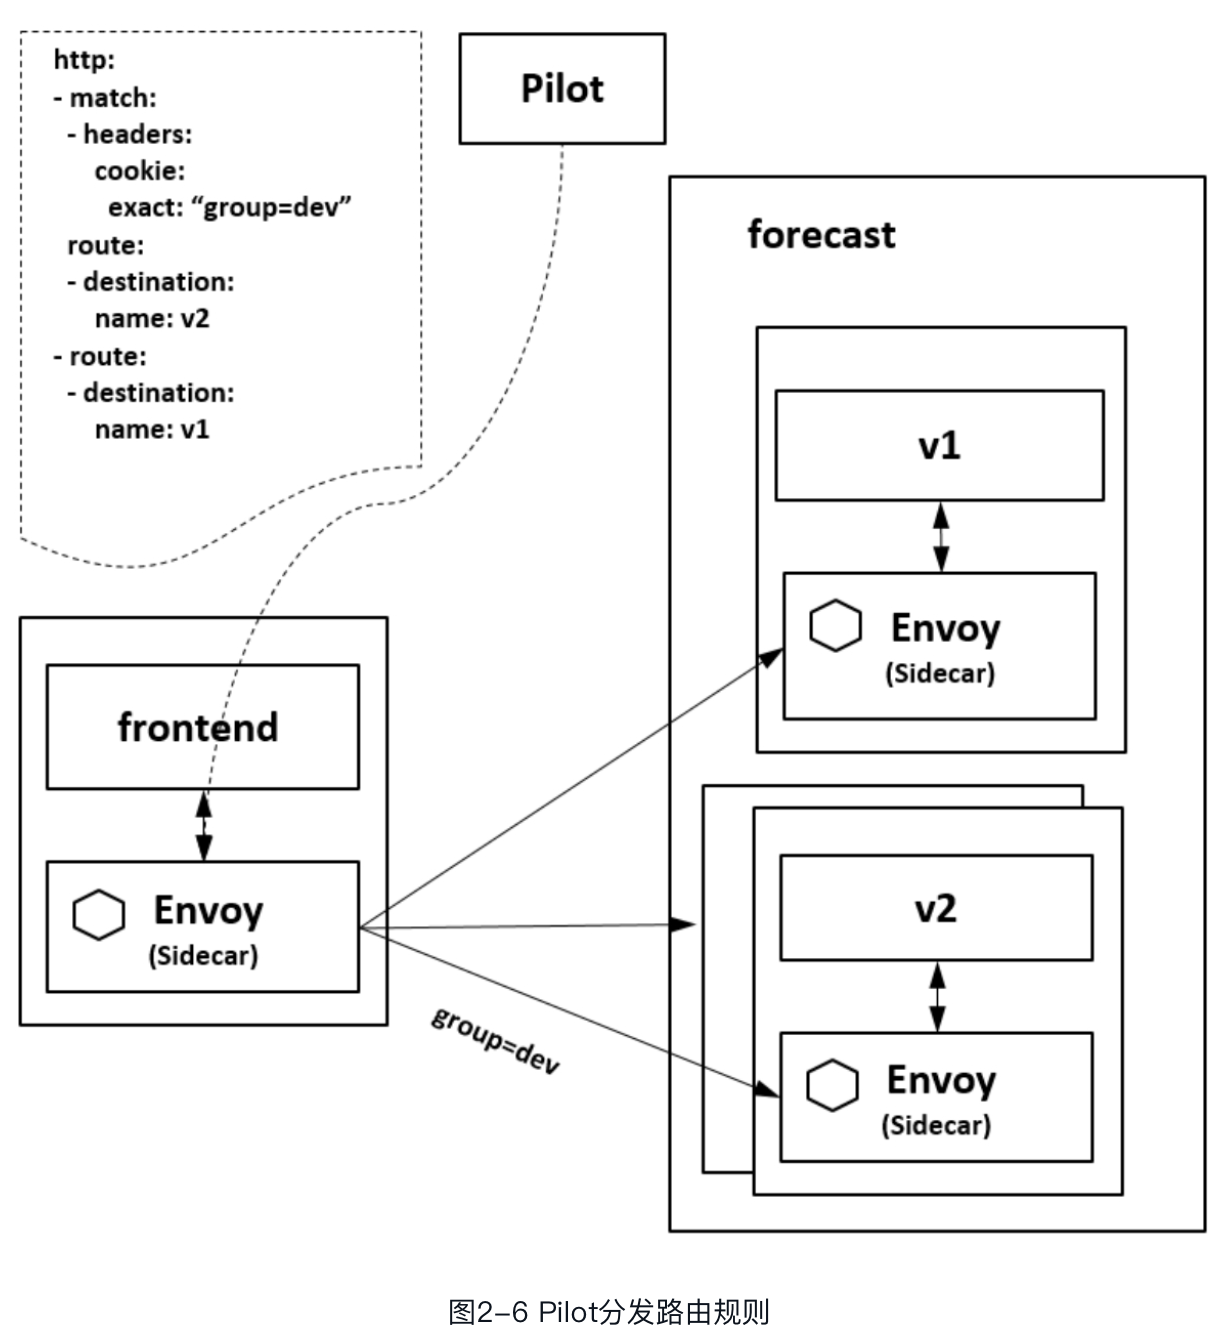 http:
- match:
- headers:
cookie:
exact: “group=dev”
route:
- destination:
name: v2
- route:
- destination:
name: v1
Pilot
forecast
v1
Envoy
(Sidecar)
frontend
Envoy
(Sidecar)
group=dev
v2
Envoy
(Sidecar)
图2-6 Pilot分发路由规则